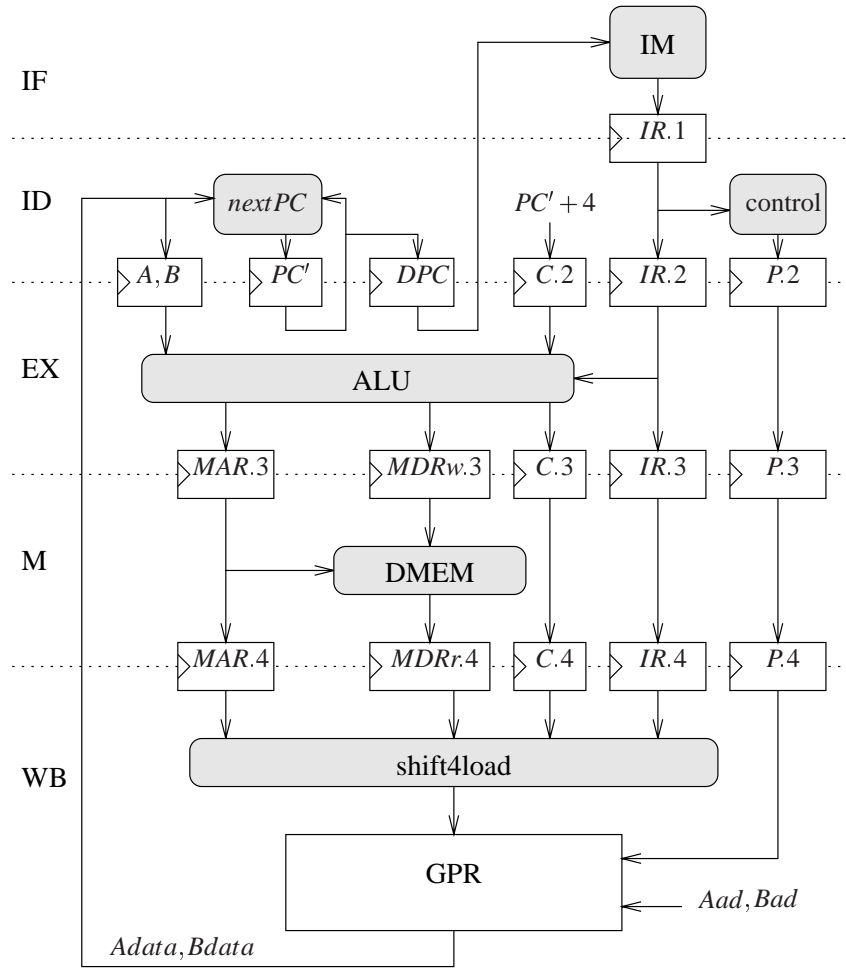 IM
IF
IR.1
ID
nextPC
PC′ + 4
control
A,B
PC′
DPC
C.2
IR.2
P.2
EX
ALU
MAR.3
MDRw.3
C.3
IR.3
P.3
M
DMEM
MAR.4
MDRr.4
C.4
IR.4
P.4
WB
shift4load
GPR
Aad,Bad
Adata,Bdata